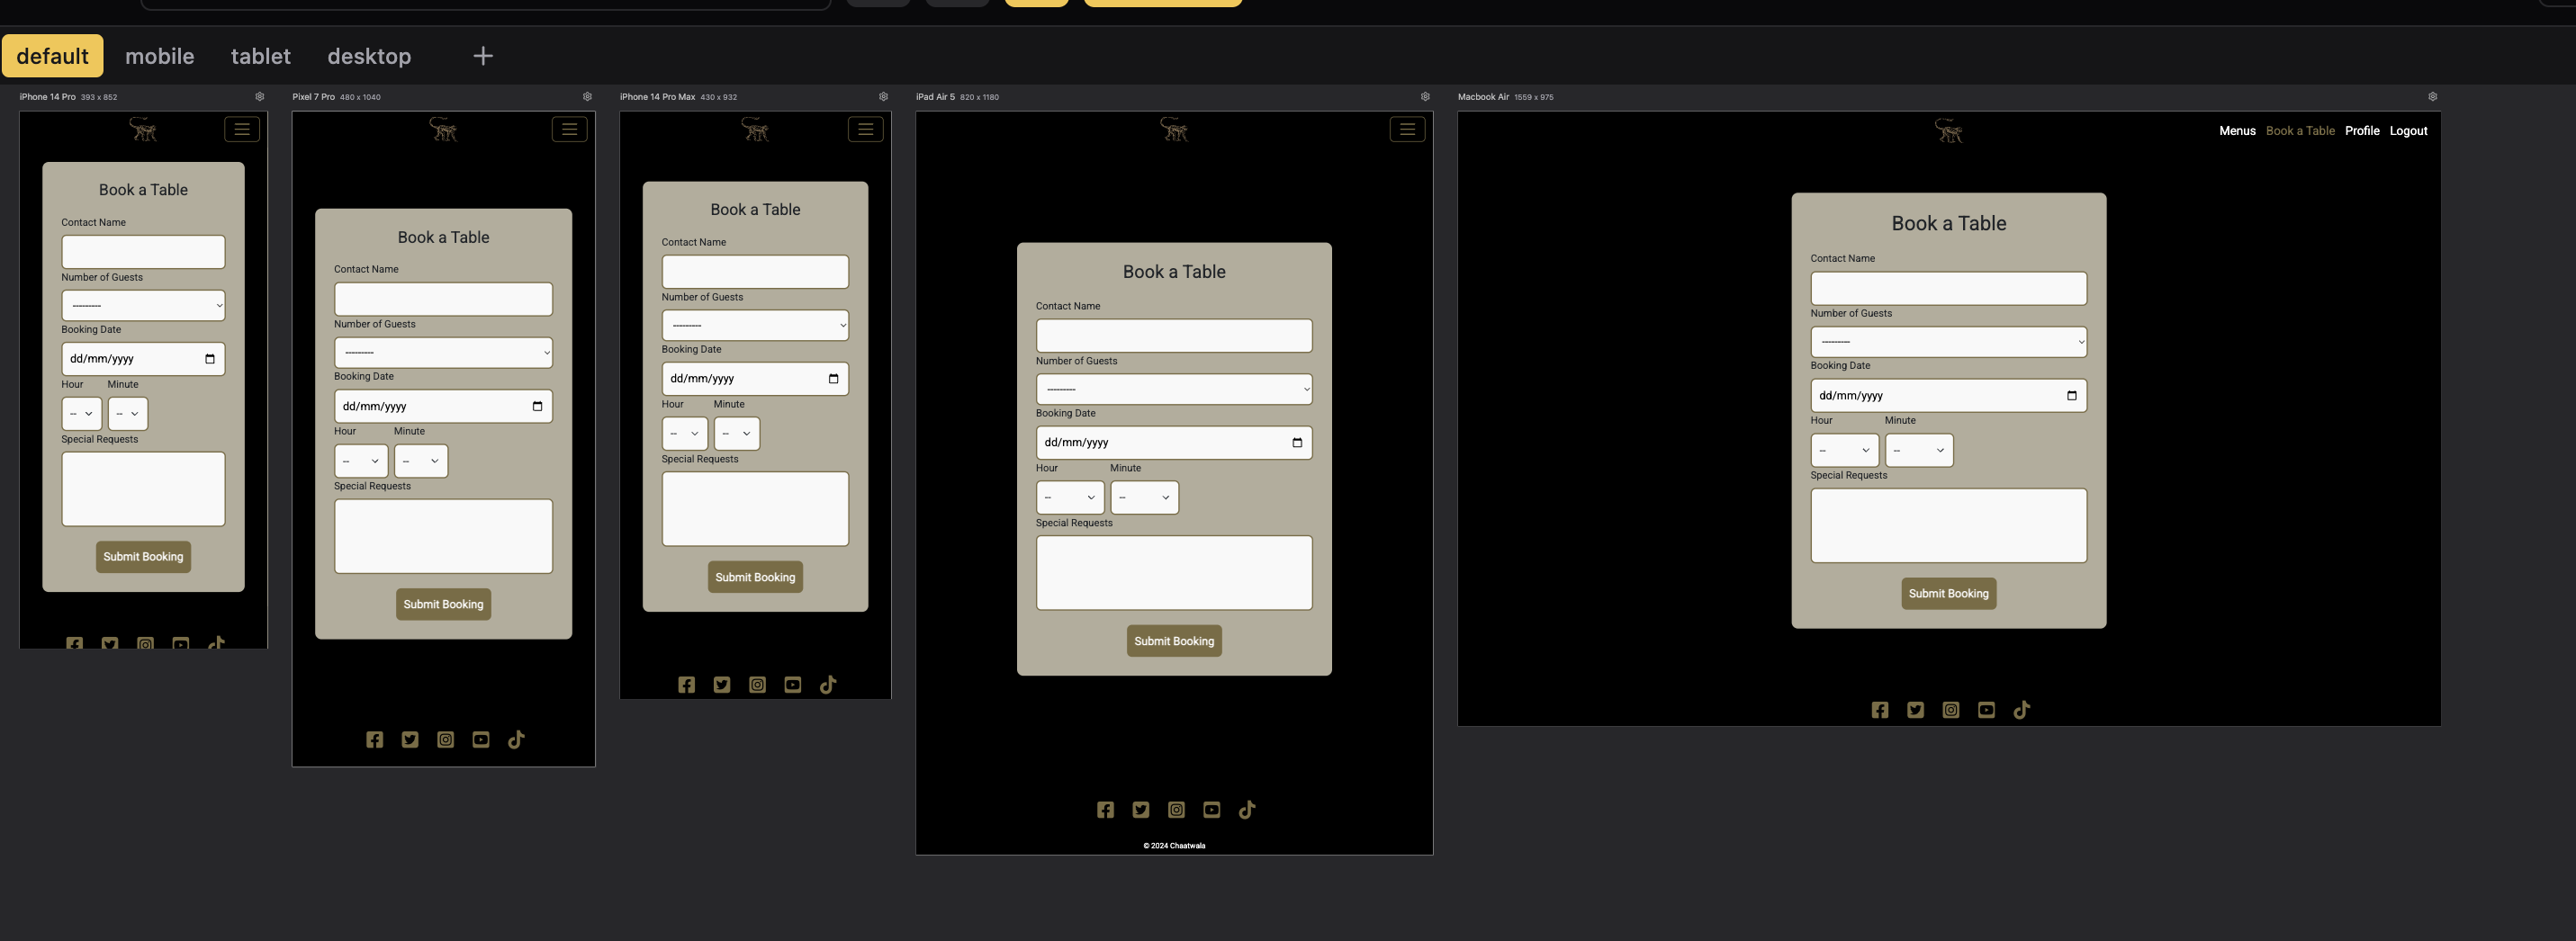 default mobile tablet desktop +
iPhone 14 Pro 393 x 852
Book a Table
Contact Name
Number of Guests
---------
Booking Date
dd/mm/yyyy
Hour Minute
-- --
Special Requests
Submit Booking
Pixel 7 Pro 480 x 1040
Book a Table
Contact Name
Number of Guests
---------
Booking Date
dd/mm/yyyy
Hour Minute
-- --
Special Requests
Submit Booking
iPhone 14 Pro Max 430 x 932
Book a Table
Contact Name
Number of Guests
---------
Booking Date
dd/mm/yyyy
Hour Minute
-- --
Special Requests
Submit Booking
iPad Air 5 820 x 1180
Book a Table
Contact Name
Number of Guests
---------
Booking Date
dd/mm/yyyy
Hour Minute
-- --
Special Requests
Submit Booking
© 2024 Chaatwala
Macbook Air 1559 x 975
Menus Book a Table Profile Logout
Book a Table
Contact Name
Number of Guests
---------
Booking Date
dd/mm/yyyy
Hour Minute
-- --
Special Requests
Submit Booking